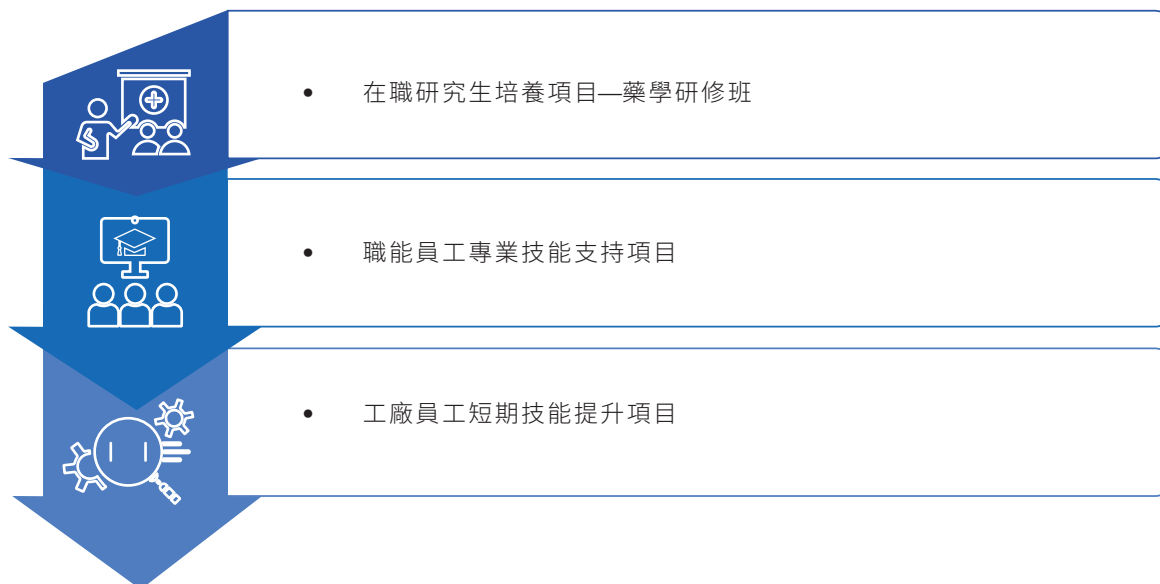 • 在職研究生培養項目—藥學研修班
• 職能員工專業技能支持項目
• 工廠員工短期技能提升項目